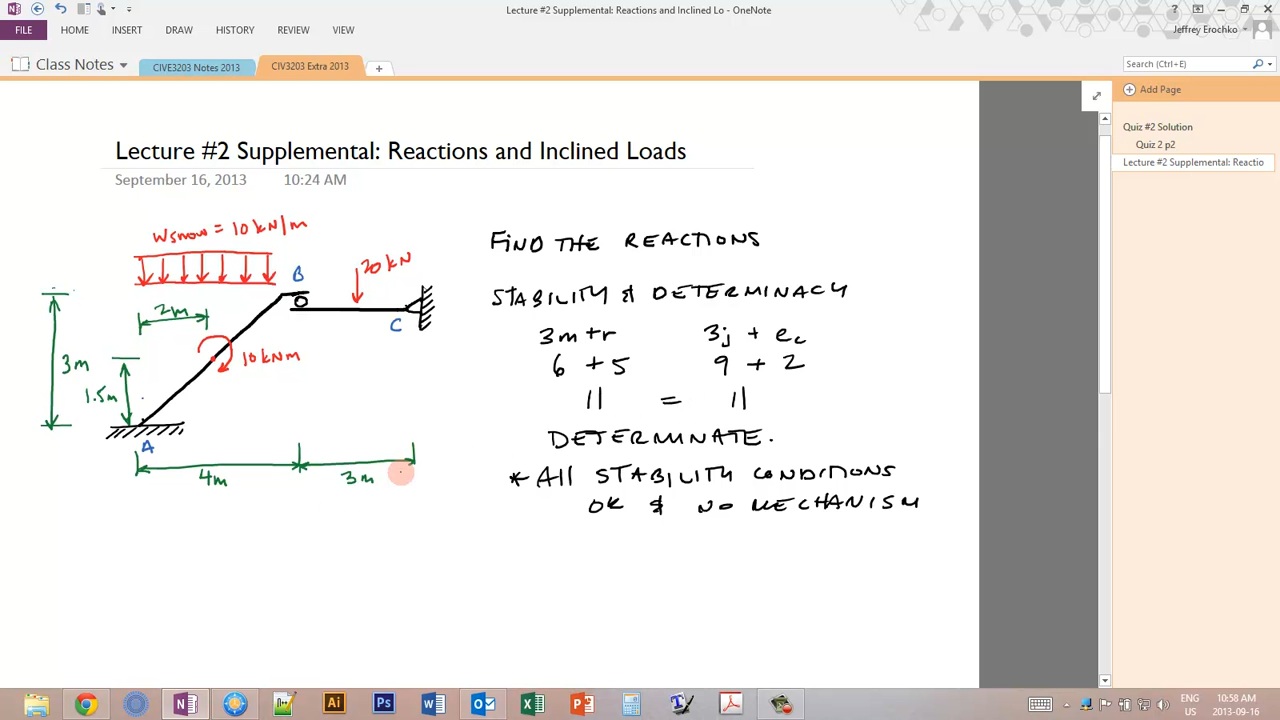 Lecture #2 Supplemental: Reactions and Inclined Lo - OneNote
Jeffrey Erochko
FILE HOME INSERT DRAW HISTORY REVIEW VIEW
Class Notes
CIVE3203 Notes 2013
CIV3203 Extra 2013
Search (Ctrl+E)
Add Page
Quiz #2 Solution
Quiz 2 p2
Lecture #2 Supplemental: Reactio
Lecture #2 Supplemental: Reactions and Inclined Loads
September 16, 2013 10:24 AM
Wsnow = 10 kN/m
20 kN
B
2m
C
10 kNm
3m
1.5m
A
4m
3m
FIND THE REACTIONS
STABILITY & DETERMINACY
3m+r 3j + ec
6 + 5 9 + 2
11 = 11
DETERMINATE.
* All STABILITY CONDITIONS
OK & NO MECHANISM
Ai
Ps
ENG
US
10:58 AM
2013-09-16